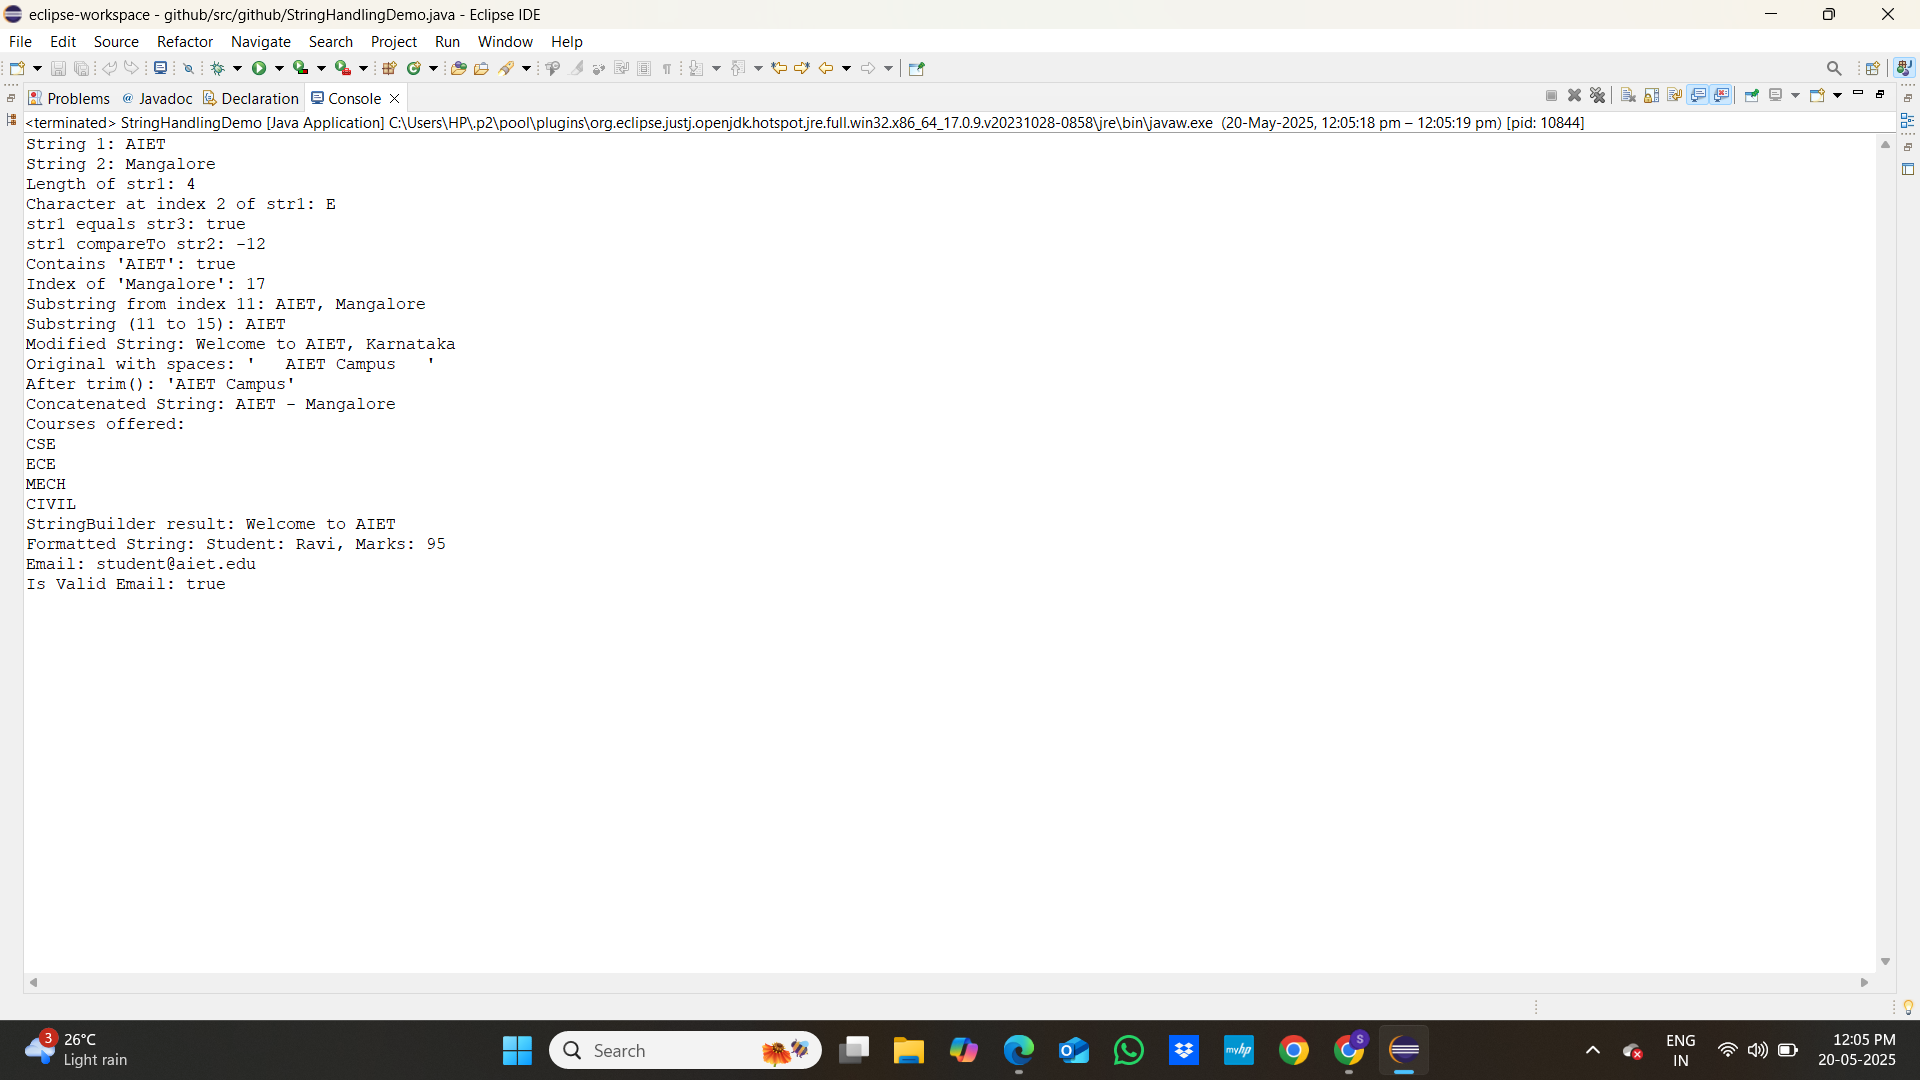 eclipse-workspace - github/src/github/StringHandlingDemo.java - Eclipse IDE
File Edit Source Refactor Navigate Search Project Run Window Help
Problems Javadoc Declaration Console
<terminated> StringHandlingDemo [Java Application] C:\Users\HP\.p2\pool\plugins\org.eclipse.justj.openjdk.hotspot.jre.full.win32.x86_64_17.0.9.v20231028-0858\jre\bin\javaw.exe (20-May-2025, 12:05:18 pm – 12:05:19 pm) [pid: 10844]
String 1: AIET
String 2: Mangalore
Length of str1: 4
Character at index 2 of str1: E
str1 equals str3: true
str1 compareTo str2: -12
Contains 'AIET': true
Index of 'Mangalore': 17
Substring from index 11: AIET, Mangalore
Substring (11 to 15): AIET
Modified String: Welcome to AIET, Karnataka
Original with spaces: '   AIET Campus   '
After trim(): 'AIET Campus'
Concatenated String: AIET - Mangalore
Courses offered:
CSE
ECE
MECH
CIVIL
StringBuilder result: Welcome to AIET
Formatted String: Student: Ravi, Marks: 95
Email: student@aiet.edu
Is Valid Email: true
3
26°C
Light rain
Search
myhp
S
ENG
IN
12:05 PM
20-05-2025